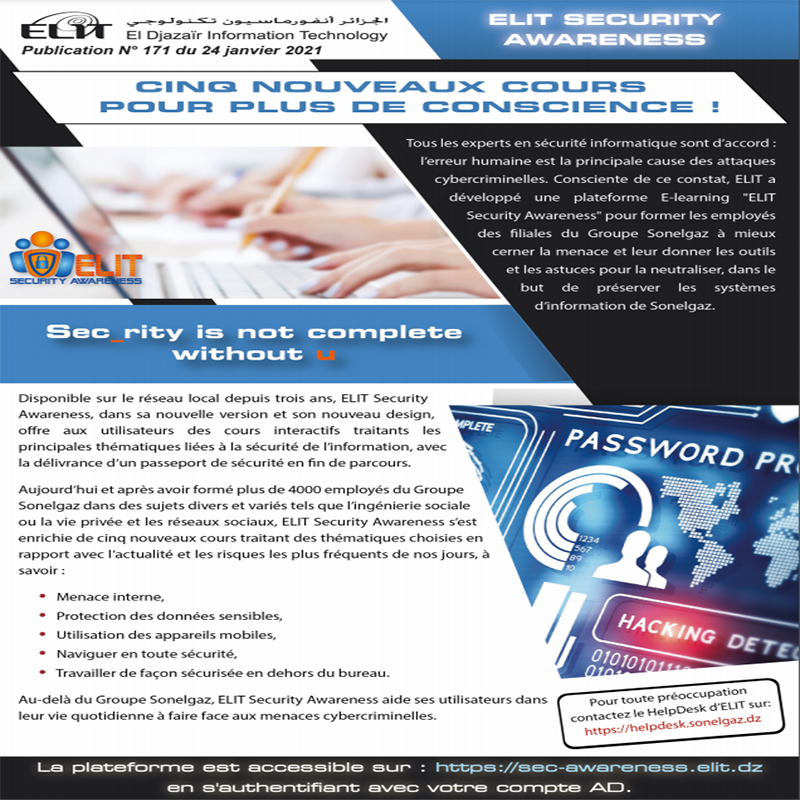 ELIT
الجزائر أنفورماسيون تكنولوجي
El Djazaïr Information Technology
Publication N° 171 du 24 janvier 2021
ELIT SECURITY
AWARENESS
CINQ NOUVEAUX COURS
POUR PLUS DE CONSCIENCE !
Tous les experts en sécurité informatique sont d’accord :
l’erreur humaine est la principale cause des attaques
cybercriminelles. Consciente de ce constat, ELIT a
développé une plateforme E-learning "ELIT
Security Awareness" pour former les employés
des filiales du Groupe Sonelgaz à mieux
cerner la menace et leur donner les outils
et les astuces pour la neutraliser, dans le
but de préserver les systèmes
d’information de Sonelgaz.
ELIT
SECURITY AWARENESS
Sec_rity is not complete
without u
Disponible sur le réseau local depuis trois ans, ELIT Security
Awareness, dans sa nouvelle version et son nouveau design,
offre aux utilisateurs des cours interactifs traitants les
principales thématiques liées à la sécurité de l’information, avec
la délivrance d’un passeport de sécurité en fin de parcours.
Aujourd’hui et après avoir formé plus de 4000 employés du Groupe
Sonelgaz dans des sujets divers et variés tels que l’ingénierie sociale
ou la vie privée et les réseaux sociaux, ELIT Security Awareness s’est
enrichie de cinq nouveaux cours traitant des thématiques choisies en
rapport avec l’actualité et les risques les plus fréquents de nos jours, à
savoir :
• Menace interne,
• Protection des données sensibles,
• Utilisation des appareils mobiles,
• Naviguer en toute sécurité,
• Travailler de façon sécurisée en dehors du bureau.
Au-delà du Groupe Sonelgaz, ELIT Security Awareness aide ses utilisateurs dans
leur vie quotidienne à faire face aux menaces cybercriminelles.
MPLETE
PASSWORD PR
1234
567
89
10
HACKING DETEC
01010101110
Pour toute préoccupation
contactez le HelpDesk d’ELIT sur:
https://helpdesk.sonelgaz.dz
La plateforme est accessible sur : https://sec-awareness.elit.dz
en s'authentifiant avec votre compte AD.